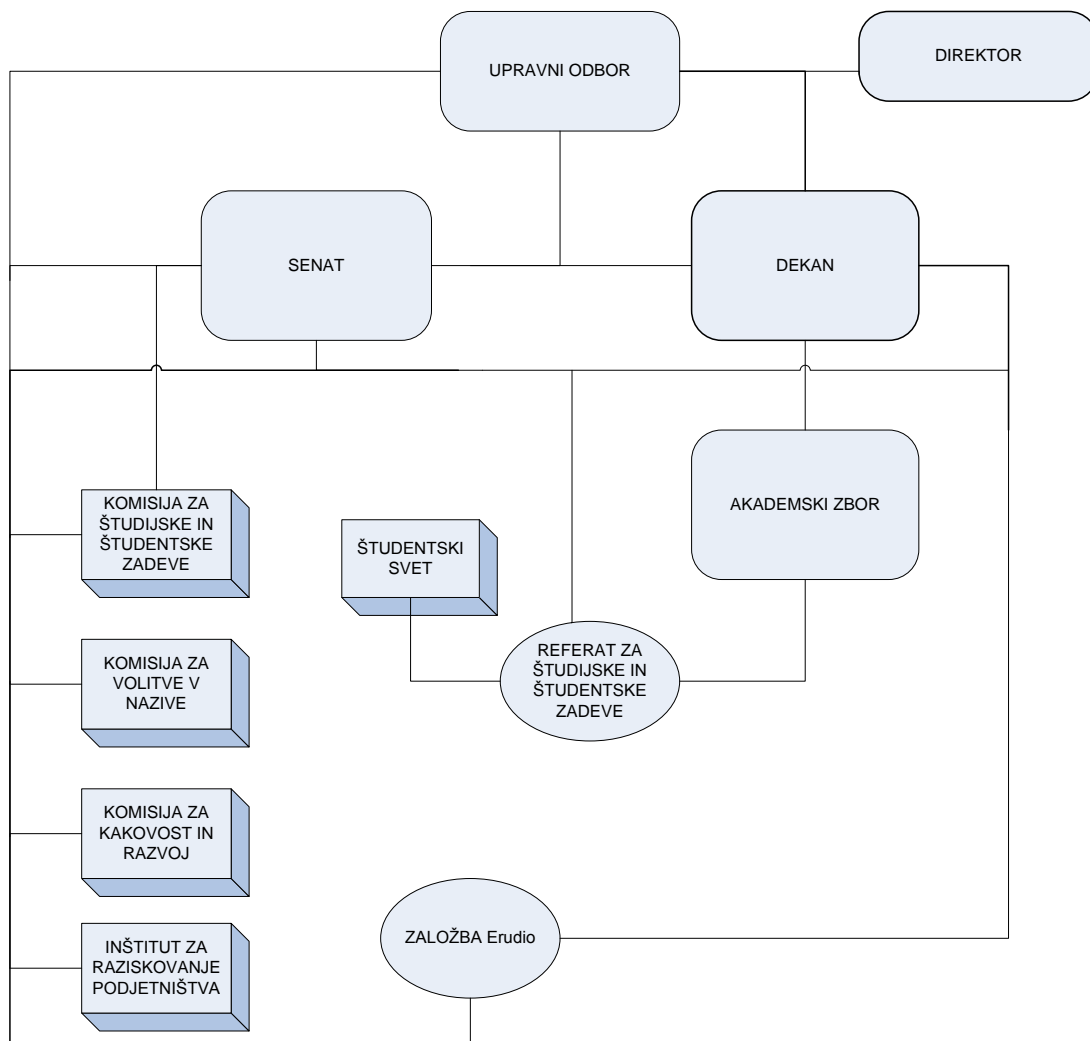 UPRAVNI ODBOR
DIREKTOR
SENAT
DEKAN
KOMISIJA ZA
ŠTUDIJSKE IN
ŠTUDENTSKE
ZADEVE
ŠTUDENTSKI
SVET
AKADEMSKI ZBOR
KOMISIJA ZA
VOLITVE V
NAZIVE
REFERAT ZA
ŠTUDIJSKE IN
ŠTUDENTSKE
ZADEVE
KOMISIJA ZA
KAKOVOST IN
RAZVOJ
INŠTITUT ZA
RAZISKOVANJE
PODJETNIŠTVA
ZALOŽBA Erudio